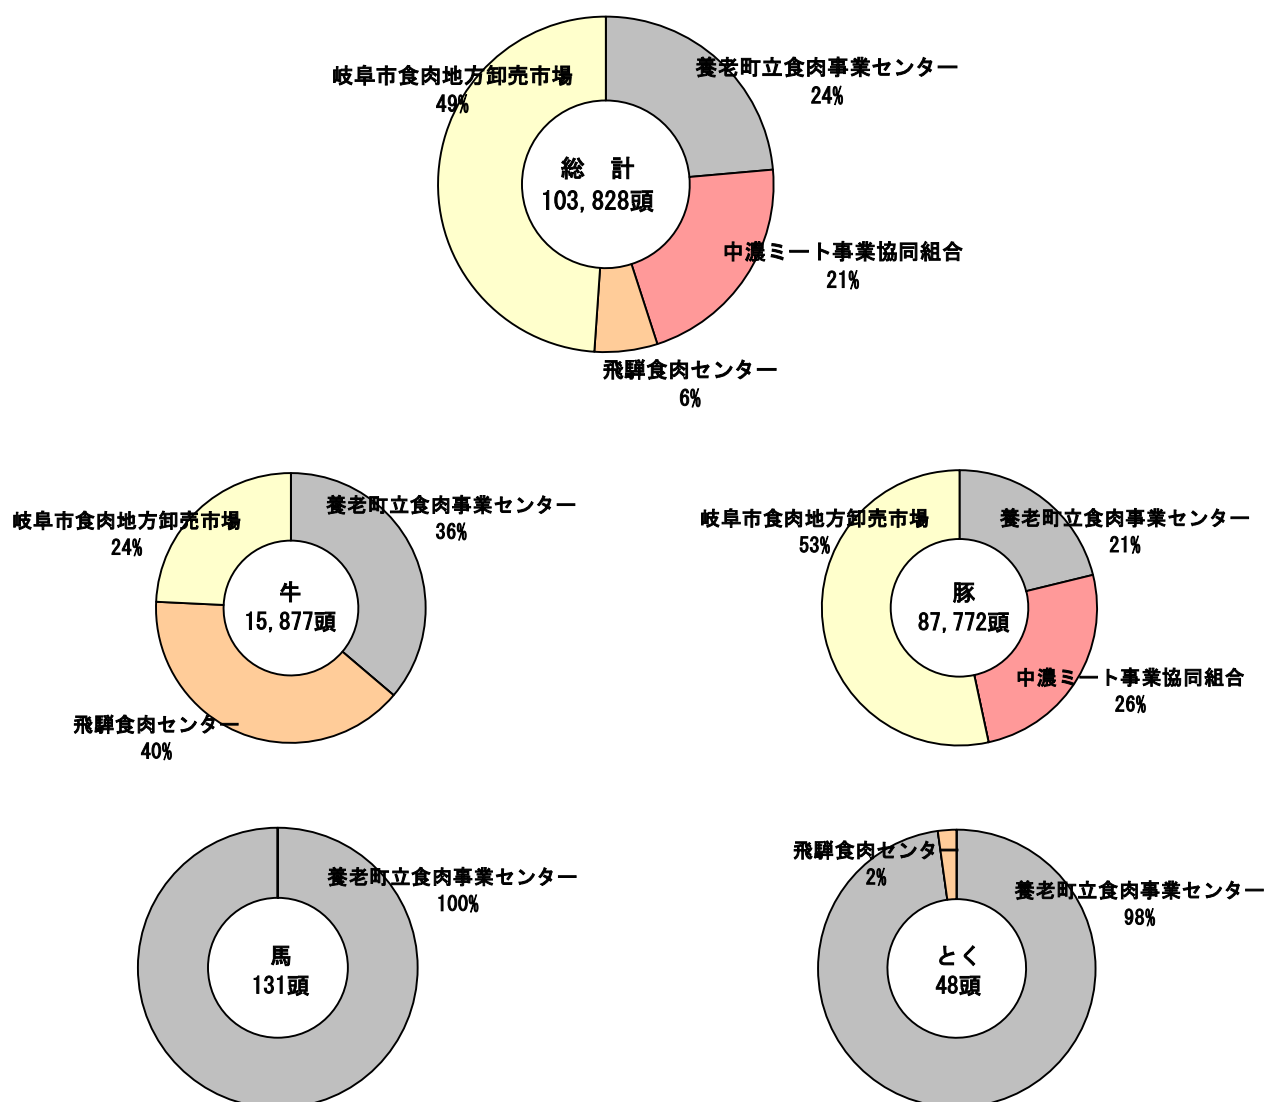 岐阜市食肉地方卸売市場
49%
養老町立食肉事業センター
24%
総　計
103,828頭
中濃ミート事業協同組合
21%
飛騨食肉センター
6%
岐阜市食肉地方卸売市場
24%
養老町立食肉事業センター
36%
牛
15,877頭
飛騨食肉センター
40%
岐阜市食肉地方卸売市場
53%
養老町立食肉事業センター
21%
豚
87,772頭
中濃ミート事業協同組合
26%
養老町立食肉事業センター
100%
馬
131頭
飛騨食肉センター
2%
養老町立食肉事業センター
98%
とく
48頭